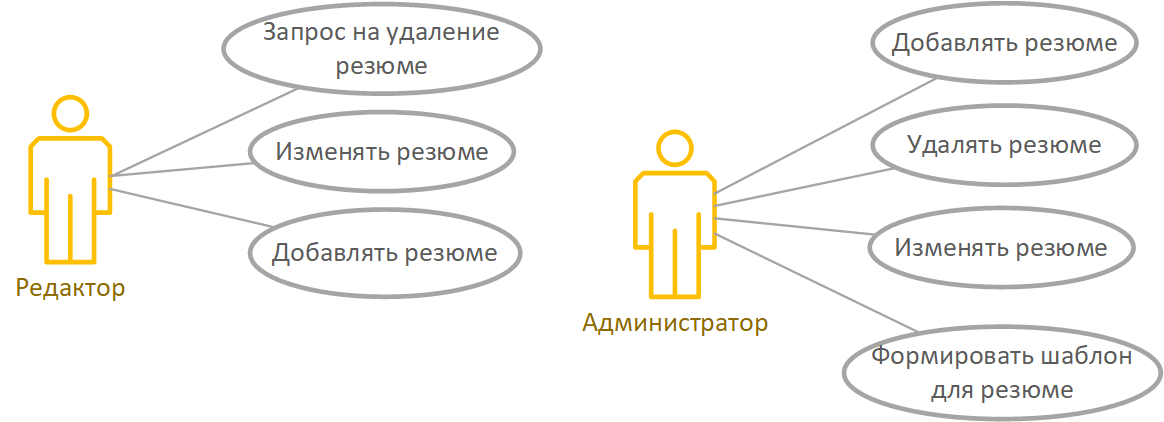 Запрос на удаление
резюме
Изменять резюме
Добавлять резюме
Редактор
Добавлять резюме
Удалять резюме
Изменять резюме
Формировать шаблон
для резюме
Администратор